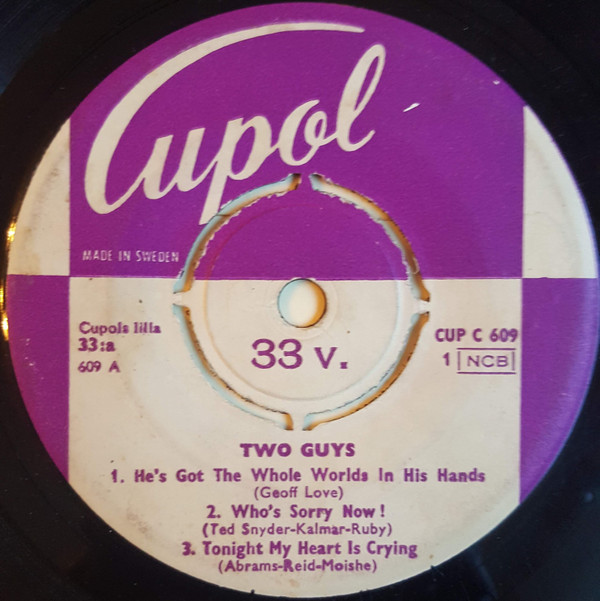 Cupol
MADE IN SWEDEN
Cupols lilla
33:a
609 A
33 v.
CUP C 609
1 NCB
TWO GUYS
1. He's Got The Whole Worlds In His Hands
(Geoff Love)
2. Who's Sorry Now!
(Ted Snyder-Kalmar-Ruby)
3. Tonight My Heart Is Crying
(Abrams-Reid-Moishe)